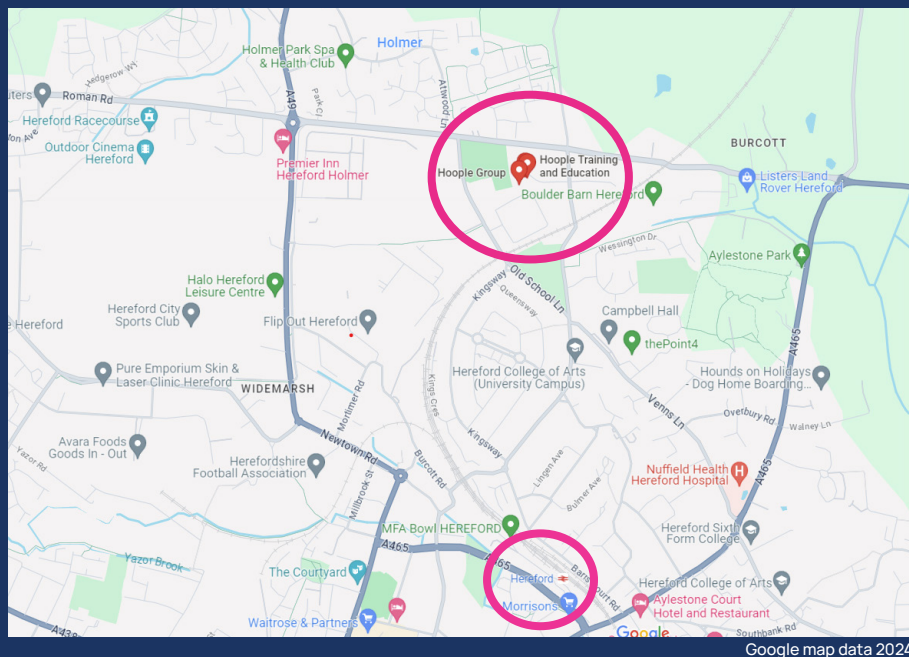 Holmer Park Spa
& Health Club
Holmer
Hedgerow Wy
Roman Rd
A49
Park Cl
Attwood Ln
Hereford Racecourse
Outdoor Cinema
Hereford
Premier Inn
Hereford Holmer
Hoople Group
Hoople Training
and Education
Boulder Barn Hereford
BURCOTT
Listers Land
Rover Hereford
Wessington Dr
Aylestone Park
Old School Ln
Kingsway
Queensway
Halo Hereford
Leisure Centre
Hereford City
Sports Club
Flip Out Hereford
Hereford
Campbell Hall
thePoint4
A465
Hereford College of Arts
(University Campus)
Hounds on Holidays
- Dog Home Boarding...
Pure Emporium Skin &
Laser Clinic Hereford
WIDEMARSH
Mortimer Rd
Kings Cres
Venns Ln
Overbury Rd
Walney Ln
Avara Foods
Goods In - Out
Yazor Rd
Newtown Rd
Kingsway
Burcott Rd
Lingen Ave
Bulmer Ave
Herefordshire
Football Association
Millbrook St
Nuffield Health
Hereford Hospital
A465
MFA Bowl HEREFORD
Hereford Sixth
Form College
A465
A465
Yazor Brook
The Courtyard
Hereford
Morrisons
Barrs Court Rd
Hereford College of Arts
Aylestone Court
Hotel and Restaurant
Waitrose & Partners
A438
Google
Southbank Rd
Google map data 2024